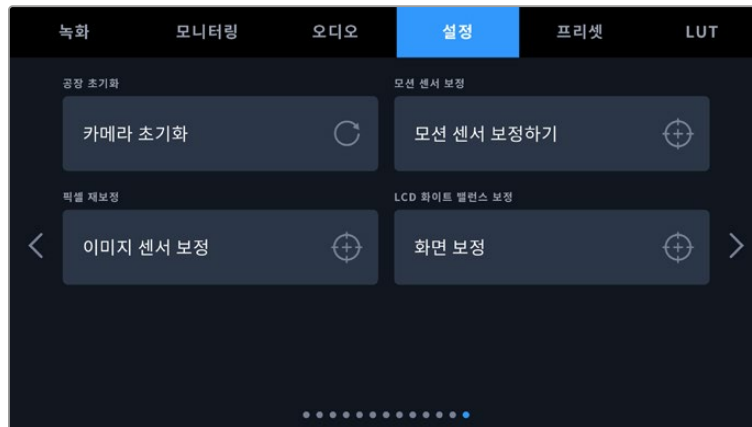 녹화 모니터링 오디오 설정 프리셋 LUT
공장 초기화 모션 센서 보정
카메라 초기화 모션 센서 보정하기
픽셀 재보정 LCD 화이트 밸런스 보정
이미지 센서 보정 화면 보정